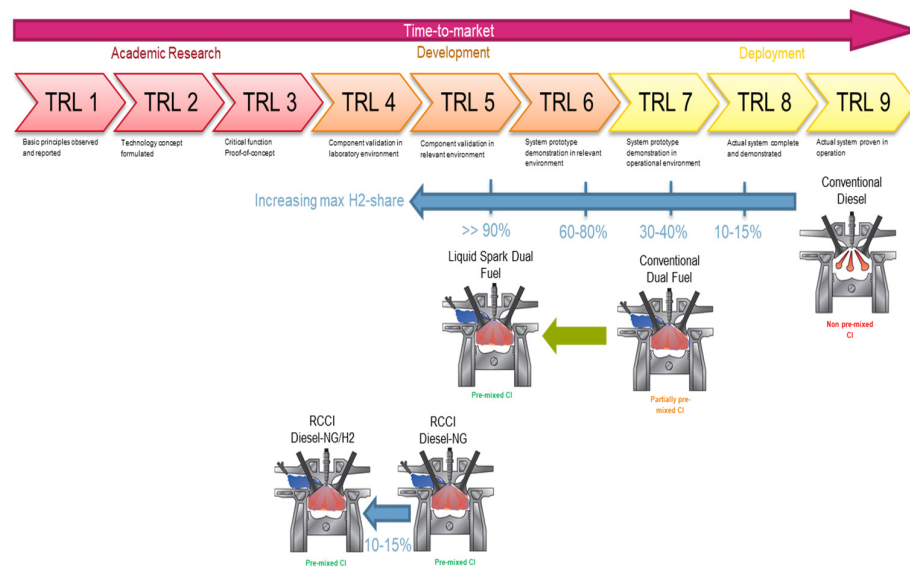 Time-to-market
Academic Research
Development
Deployment
TRL 1
TRL 2
TRL 3
TRL 4
TRL 5
TRL 6
TRL 7
TRL 8
TRL 9
Basic principles observed
and reported
Technology concept
formulated
Critical function
Proof-of-concept
Component validation in
laboratory environment
Component validation in
relevant environment
System prototype
demonstration in relevant
environment
System prototype
demonstration in
operational environment
Actual system complete
and demonstrated
Actual system proven in
operation
Increasing max H2-share
>> 90%
60-80%
30-40%
10-15%
Conventional
Diesel
Non pre-mixed
CI
Liquid Spark Dual
Fuel
Pre-mixed CI
Conventional
Dual Fuel
Partially pre-
mixed CI
RCCI
Diesel-NG/H2
Pre-mixed CI
10-15%
RCCI
Diesel-NG
Pre-mixed CI